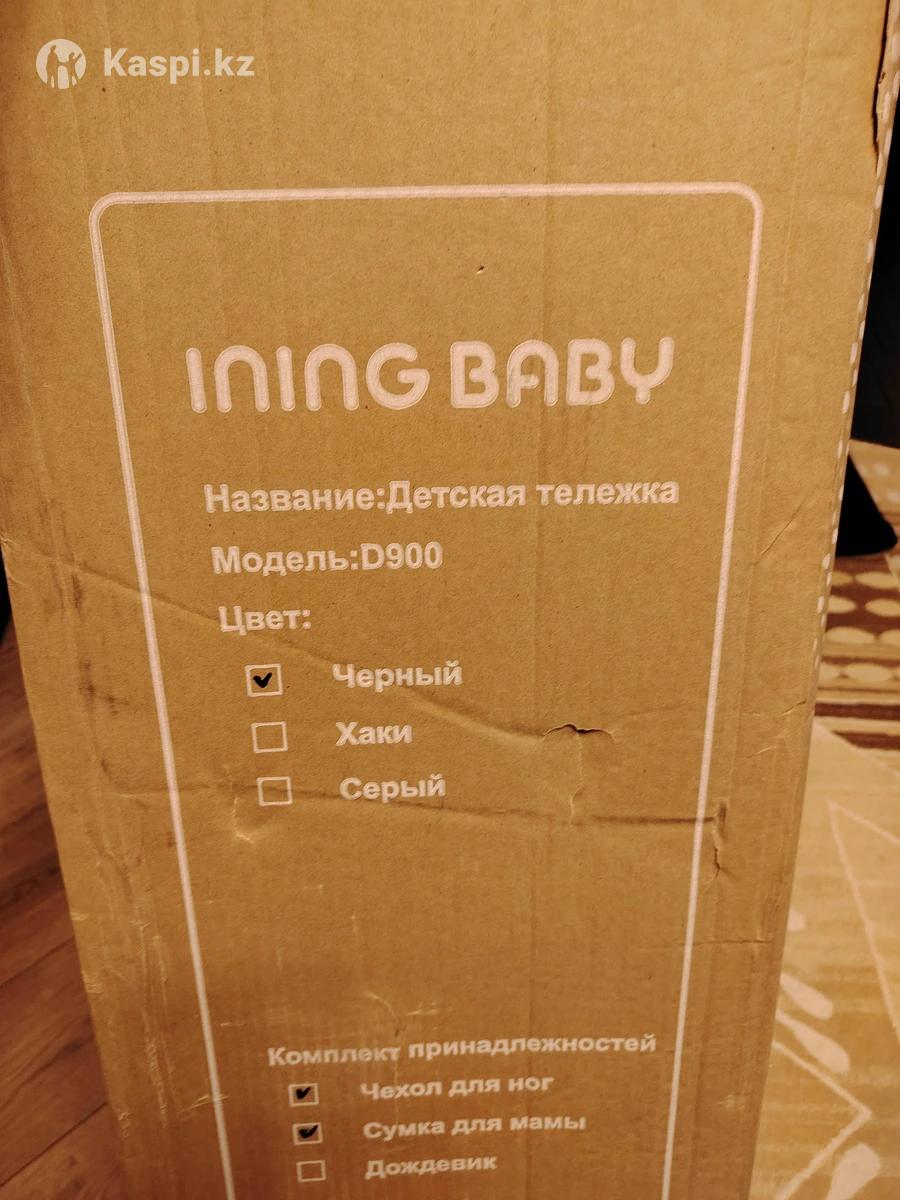 Kaspi.kz
INING BABY
Название:Детская тележка
Модель:D900
Цвет:
Черный
Хаки
Серый
Комплект принадлежностей
Чехол для ног
Сумка для мамы
Дождевик